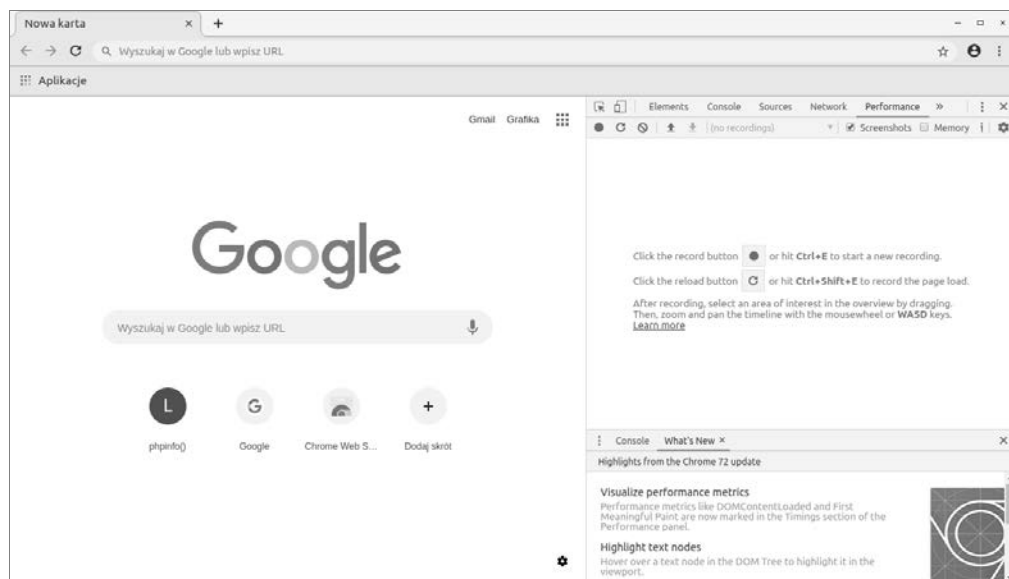 Nowa karta
Wyszukaj w Google lub wpisz URL
Aplikacje
Gmail Grafika
Google
Wyszukaj w Google lub wpisz URL
L
phpinfo()
G
Google
Chrome Web S...
Dodaj skrót
Elements Console Sources Network Performance
(no recordings) Screenshots Memory
Click the record button or hit Ctrl+E to start a new recording.
Click the reload button or hit Ctrl+Shift+E to record the page load.
After recording, select an area of interest in the overview by dragging.
Then, zoom and pan the timeline with the mousewheel or WASD keys.
Learn more
Console What's New
Highlights from the Chrome 72 update
Visualize performance metrics
Performance metrics like DOMContentLoaded and First
Meaningful Paint are now marked in the Timings section of the
Performance panel.
Highlight text nodes
Hover over a text node in the DOM Tree to highlight it in the
viewport.